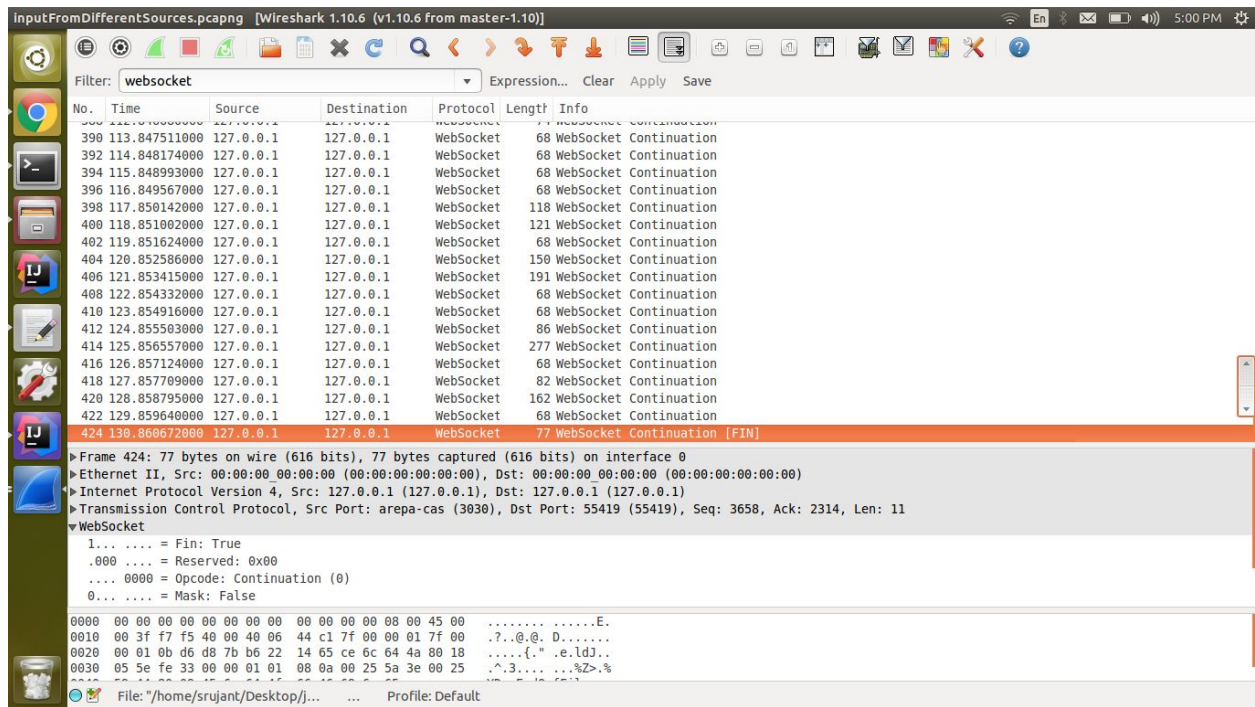 inputFromDifferentSources.pcapng [Wireshark 1.10.6 (v1.10.6 from master-1.10)]
En 5:00 PM
Filter: websocket Expression... Clear Apply Save
No. Time Source Destination Protocol Length Info
390 113.847511000 127.0.0.1 127.0.0.1 WebSocket 68 WebSocket Continuation
392 114.848174000 127.0.0.1 127.0.0.1 WebSocket 68 WebSocket Continuation
394 115.848993000 127.0.0.1 127.0.0.1 WebSocket 68 WebSocket Continuation
396 116.849567000 127.0.0.1 127.0.0.1 WebSocket 68 WebSocket Continuation
398 117.850142000 127.0.0.1 127.0.0.1 WebSocket 118 WebSocket Continuation
400 118.851002000 127.0.0.1 127.0.0.1 WebSocket 121 WebSocket Continuation
402 119.851624000 127.0.0.1 127.0.0.1 WebSocket 68 WebSocket Continuation
404 120.852586000 127.0.0.1 127.0.0.1 WebSocket 150 WebSocket Continuation
406 121.853415000 127.0.0.1 127.0.0.1 WebSocket 191 WebSocket Continuation
408 122.854332000 127.0.0.1 127.0.0.1 WebSocket 68 WebSocket Continuation
410 123.854916000 127.0.0.1 127.0.0.1 WebSocket 68 WebSocket Continuation
412 124.855503000 127.0.0.1 127.0.0.1 WebSocket 86 WebSocket Continuation
414 125.856557000 127.0.0.1 127.0.0.1 WebSocket 277 WebSocket Continuation
416 126.857124000 127.0.0.1 127.0.0.1 WebSocket 68 WebSocket Continuation
418 127.857709000 127.0.0.1 127.0.0.1 WebSocket 82 WebSocket Continuation
420 128.858795000 127.0.0.1 127.0.0.1 WebSocket 162 WebSocket Continuation
422 129.859640000 127.0.0.1 127.0.0.1 WebSocket 68 WebSocket Continuation
424 130.860672000 127.0.0.1 127.0.0.1 WebSocket 77 WebSocket Continuation [FIN]
Frame 424: 77 bytes on wire (616 bits), 77 bytes captured (616 bits) on interface 0
Ethernet II, Src: 00:00:00_00:00:00 (00:00:00:00:00:00), Dst: 00:00:00_00:00:00 (00:00:00:00:00:00)
Internet Protocol Version 4, Src: 127.0.0.1 (127.0.0.1), Dst: 127.0.0.1 (127.0.0.1)
Transmission Control Protocol, Src Port: arepa-cas (3030), Dst Port: 55419 (55419), Seq: 3658, Ack: 2314, Len: 11
WebSocket
1... .... = Fin: True
.000 .... = Reserved: 0x00
.... 0000 = Opcode: Continuation (0)
0... .... = Mask: False
0000 00 00 00 00 00 00 00 00 00 00 00 00 08 00 45 00 ........ ......E.
0010 00 3f f7 f5 40 00 40 06 44 c1 7f 00 00 01 7f 00 .?..@.@. D.......
0020 00 01 0b d6 d8 7b b6 22 14 65 ce 6c 64 4a 80 18 .....{." .e.ldJ..
0030 05 5e fe 33 00 00 01 01 08 0a 00 25 5a 3e 00 25 .^.3.... ...%Z>.%
File: "/home/srujant/Desktop/j... ... Profile: Default